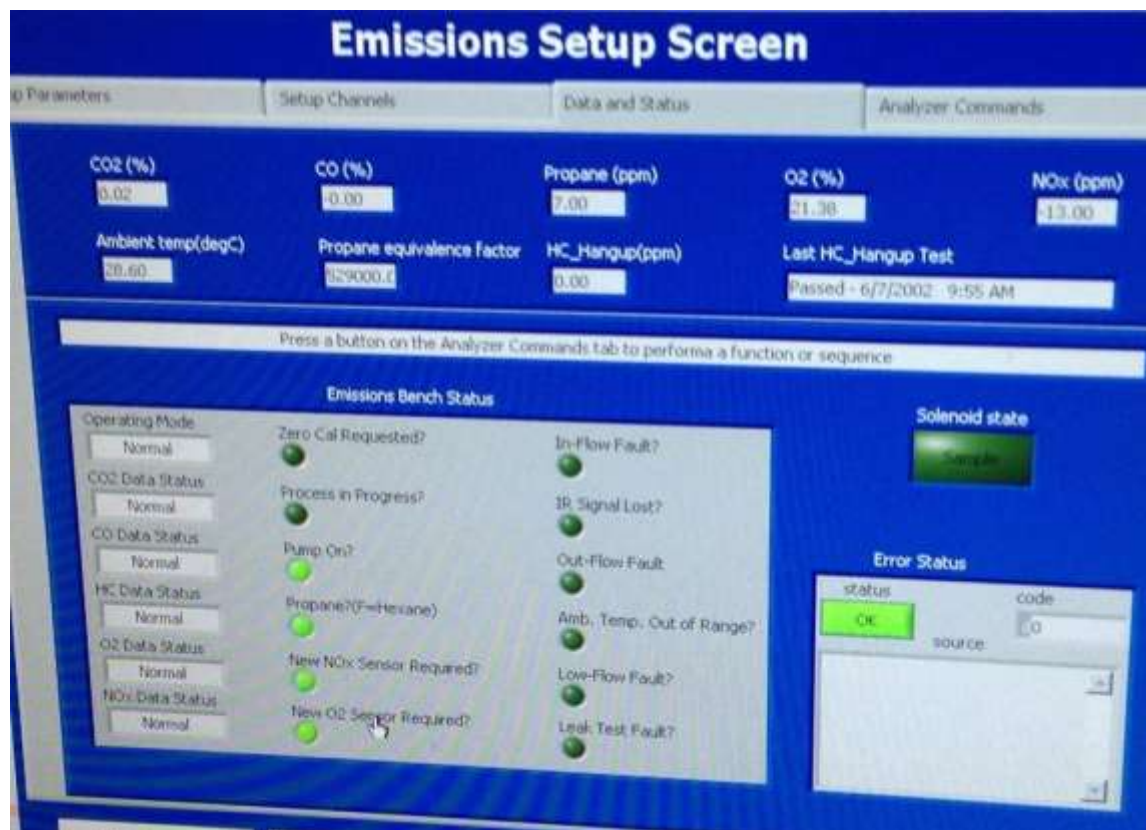 Emissions Setup Screen
p Parameters Setup Channels Data and Status Analyzer Commands
CO2 (%) CO (%) Propane (ppm) O2 (%) NOx (ppm)
0.02 -0.00 7.00 21.38 -13.00
Ambient temp(degC) Propane equivalence factor HC_Hangup(ppm) Last HC_Hangup Test
28.60 0.00 Passed - 6/7/2002 9:55 AM
Press a button on the Analyzer Commands tab to performa a function or sequence
Emissions Bench Status
Operating Mode
Normal
CO2 Data Status
Normal
CO Data Status
Normal
HC Data Status
Normal
O2 Data Status
Normal
NOx Data Status
Normal
Zero Cal Requested?
Process in Progress?
Pump On?
Propane?(F=Hexane)
New NOx Sensor Required?
New O2 Sensor Required?
In-Flow Fault?
IR Signal Lost?
Out-Flow Fault
Amb. Temp. Out of Range?
Low-Flow Fault?
Leak Test Fault?
Solenoid state
Sample
Error Status
status code
OK 0
source